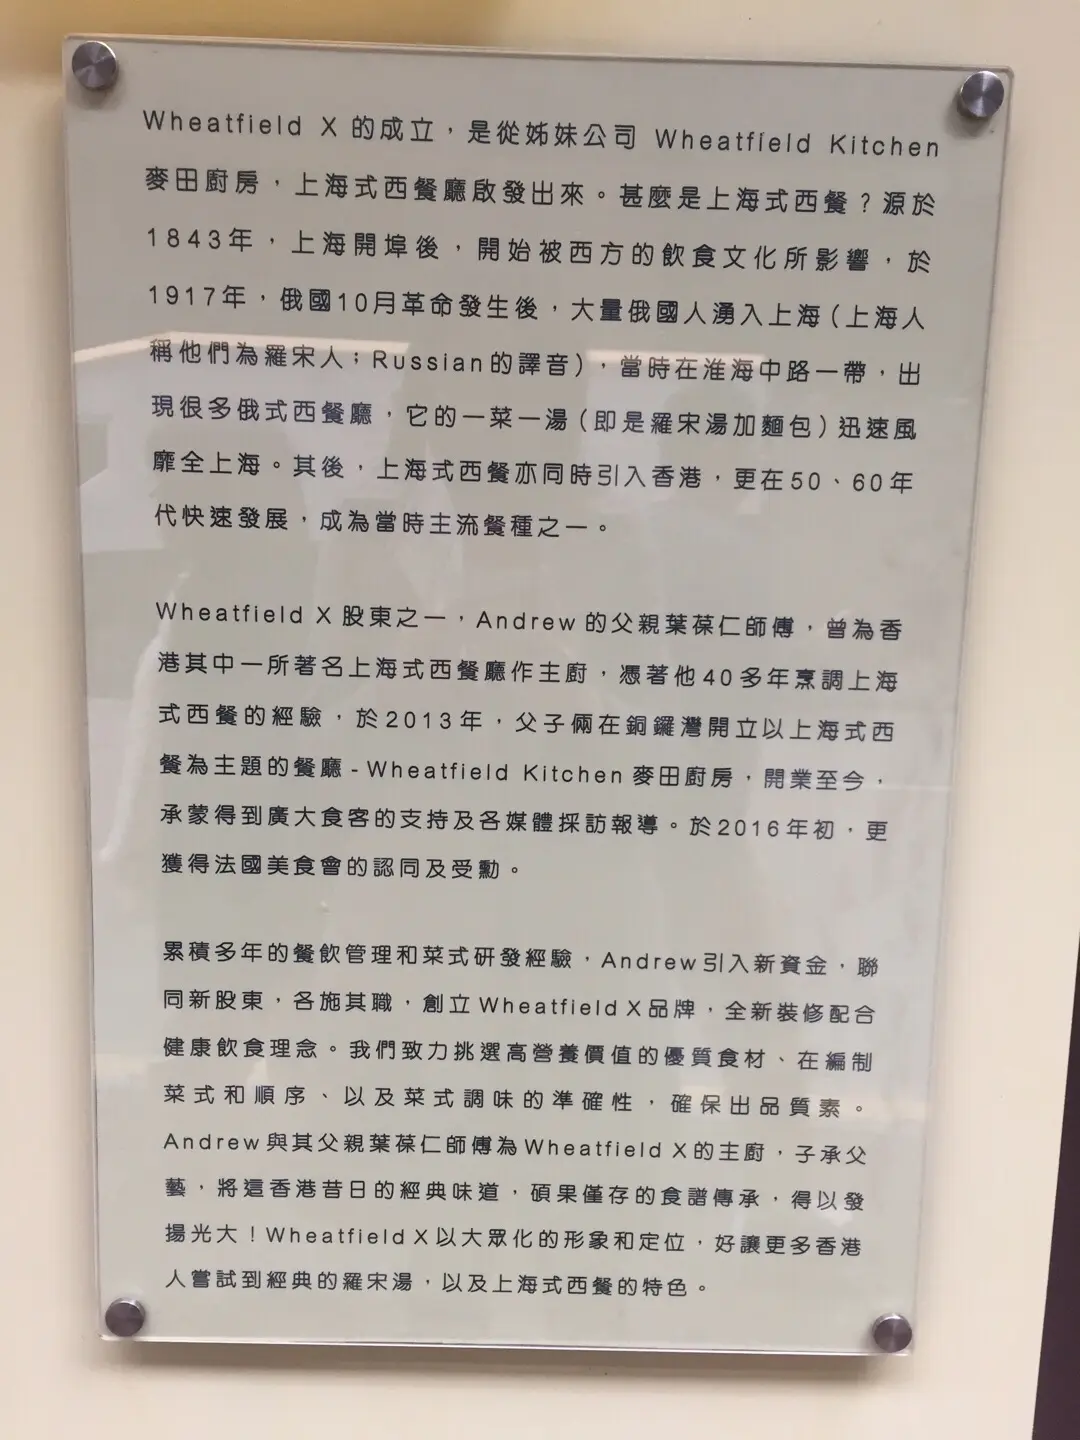 Wheatfield X 的成立，是從姊妹公司 Wheatfield Kitchen
麥田廚房，上海式西餐廳啟發出來。甚麼是上海式西餐？源於
1843年，上海開埠後，開始被西方的飲食文化所影響，於
1917年，俄國10月革命發生後，大量俄國人湧入上海（上海人
稱他們為羅宋人；Russian的譯音），當時在淮海中路一帶，出
現很多俄式西餐廳，它的一菜一湯（即是羅宋湯加麵包）迅速風
靡全上海。其後，上海式西餐亦同時引入香港，更在50、60年
代快速發展，成為當時主流餐種之一。
Wheatfield X 股東之一，Andrew 的父親葉葆仁師傅，曾為香
港其中一所著名上海式西餐廳作主廚，憑著他40多年烹調上海
式西餐的經驗，於2013年，父子倆在銅鑼灣開立以上海式西
餐為主題的餐廳 - Wheatfield Kitchen 麥田廚房，開業至今，
承蒙得到廣大食客的支持及各媒體採訪報導。於2016年初，更
獲得法國美食會的認同及受勳。
累積多年的餐飲管理和菜式研發經驗，Andrew引入新資金，聯
同新股東，各施其職，創立 Wheatfield X 品牌，全新裝修配合
健康飲食理念。我們致力挑選高營養價值的優質食材、在編制
菜式和順序、以及菜式調味的準確性，確保出品質素。
Andrew與其父親葉葆仁師傅為Wheatfield X的主廚，子承父
藝，將這香港昔日的經典味道，碩果僅存的食譜傳承，得以發
揚光大！Wheatfield X以大眾化的形象和定位，好讓更多香港
人嘗試到經典的羅宋湯，以及上海式西餐的特色。